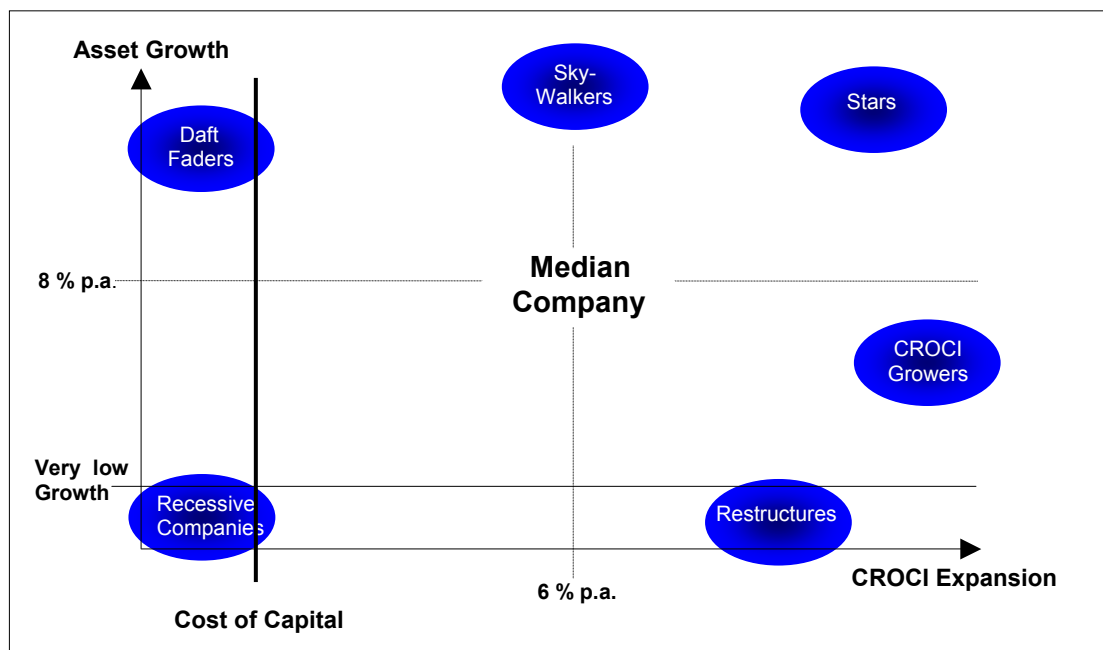 Asset Growth
Sky-
Walkers
Stars
Daft
Faders
Median
Company
8 % p.a.
CROCI
Growers
Very low
Growth
Recessive
Companies
Restructures
CROCI Expansion
6 % p.a.
Cost of Capital